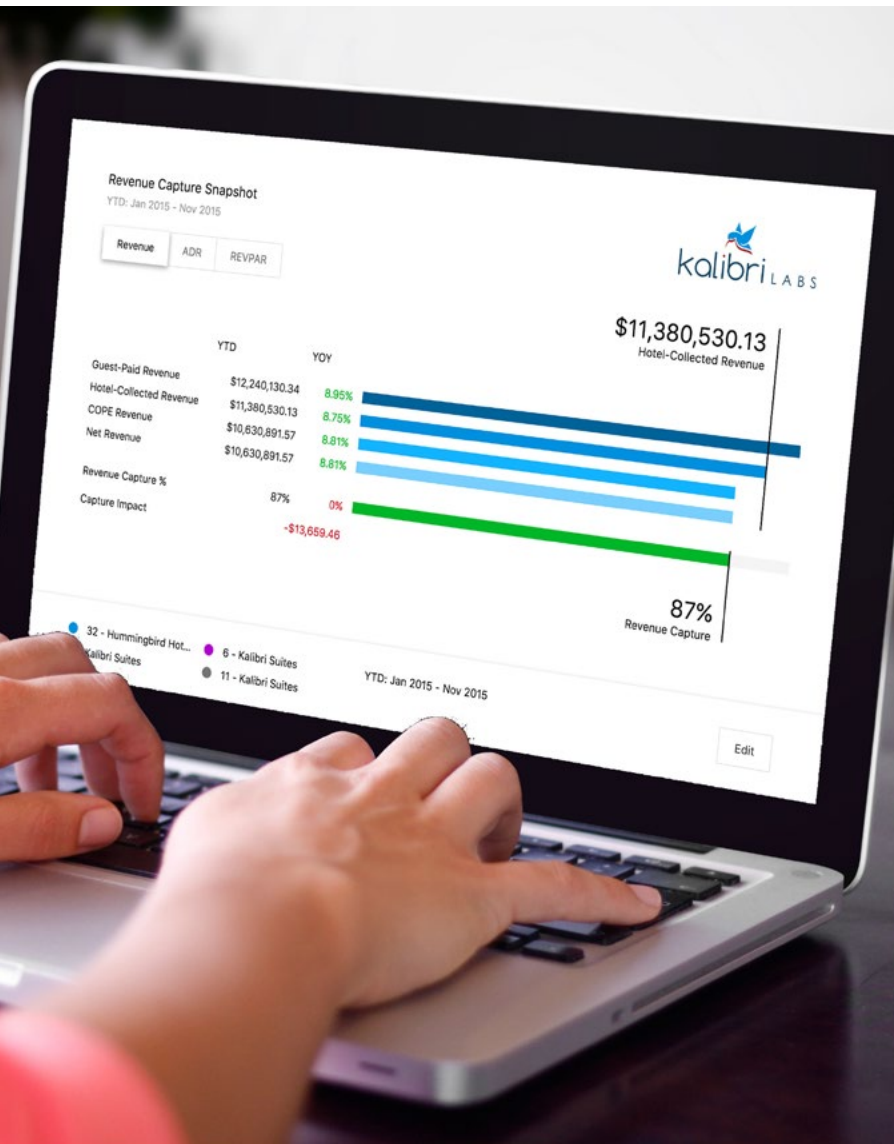 Revenue Capture Snapshot
YTD: Jan 2015 - Nov 2015
Revenue ADR REVPAR
kalibri LABS
$11,380,530.13
Hotel-Collected Revenue
YTD YOY
Guest-Paid Revenue $12,240,130.34 8.95%
Hotel-Collected Revenue $11,380,530.13 8.75%
COPE Revenue $10,630,891.57 8.81%
Net Revenue $10,630,891.57 8.81%
Revenue Capture % 87% 0%
Capture Impact -$13,659.46
87%
Revenue Capture
32 - Hummingbird Hot... 6 - Kalibri Suites
Kalibri Suites 11 - Kalibri Suites
YTD: Jan 2015 - Nov 2015
Edit